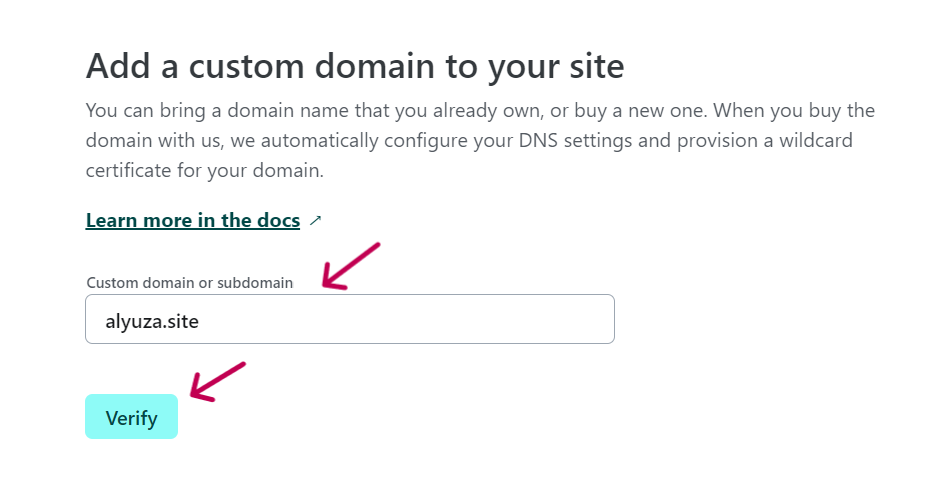 Add a custom domain to your site
You can bring a domain name that you already own, or buy a new one. When you buy the
domain with us, we automatically configure your DNS settings and provision a wildcard
certificate for your domain.
Learn more in the docs ↗
Custom domain or subdomain
alyuza.site
Verify